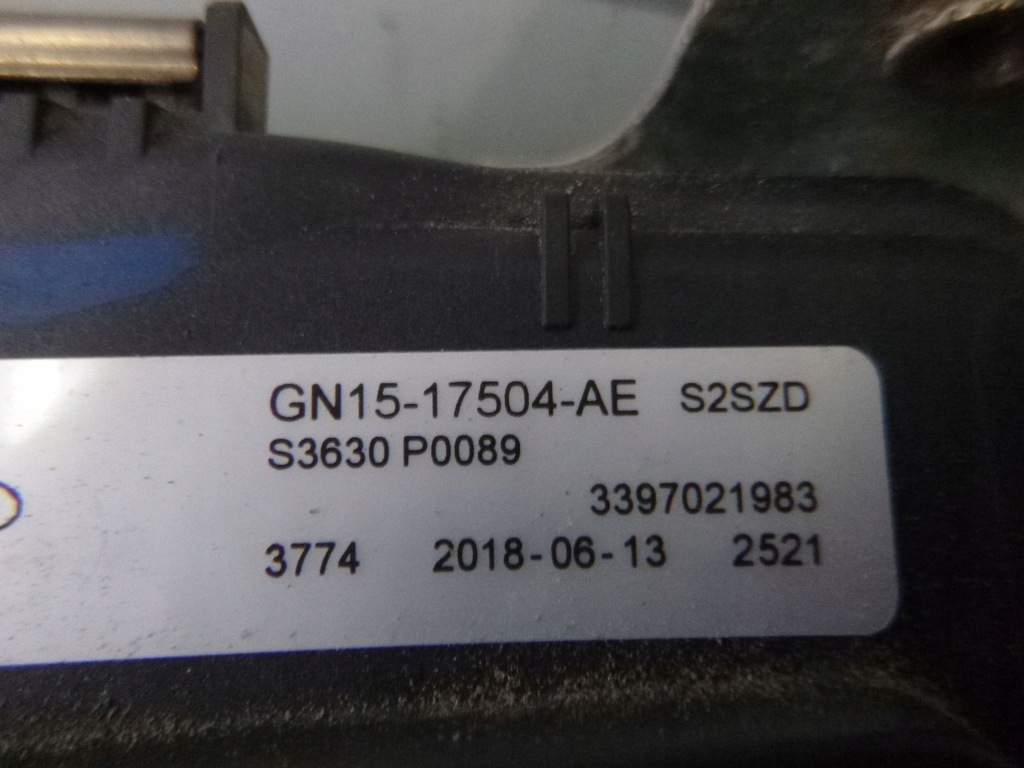 GN15-17504-AE S2SZD
S3630 P0089
3397021983
3774 2018-06-13 2521